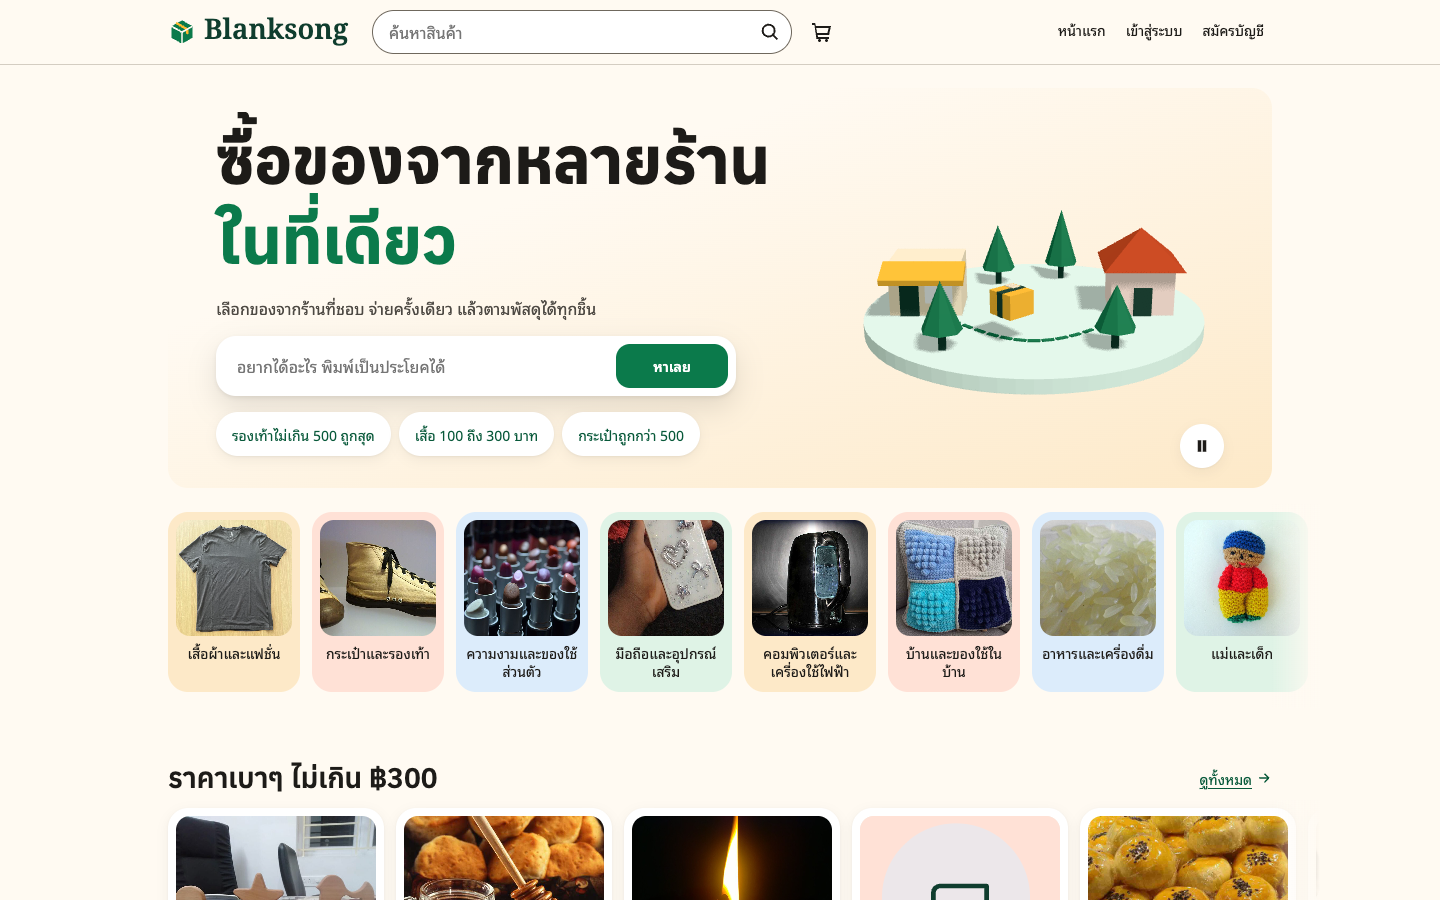 Blanksong
ค้นหาสินค้า
หน้าแรก
เข้าสู่ระบบ
สมัครบัญชี
ซื้อของจากหลายร้าน
ในที่เดียว
เลือกของจากร้านที่ชอบ จ่ายครั้งเดียว แล้วตามพัสดุได้ทุกชิ้น
อยากได้อะไร พิมพ์เป็นประโยคได้
หาเลย
รองเท้าไม่เกิน 500 ถูกสุด
เสื้อ 100 ถึง 300 บาท
กระเป๋าถูกกว่า 500
เสื้อผ้าและแฟชั่น
กระเป๋าและรองเท้า
ความงามและของใช้
ส่วนตัว
มือถือและอุปกรณ์
เสริม
คอมพิวเตอร์และ
เครื่องใช้ไฟฟ้า
บ้านและของใช้ใน
บ้าน
อาหารและเครื่องดื่ม
แม่และเด็ก
ราคาเบาๆ ไม่เกิน ฿300
ดูทั้งหมด